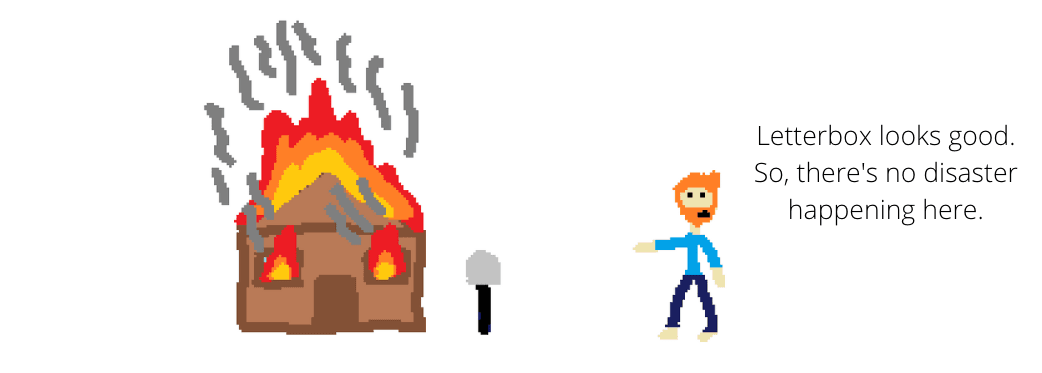 Letterbox looks good.
So, there's no disaster
happening here.